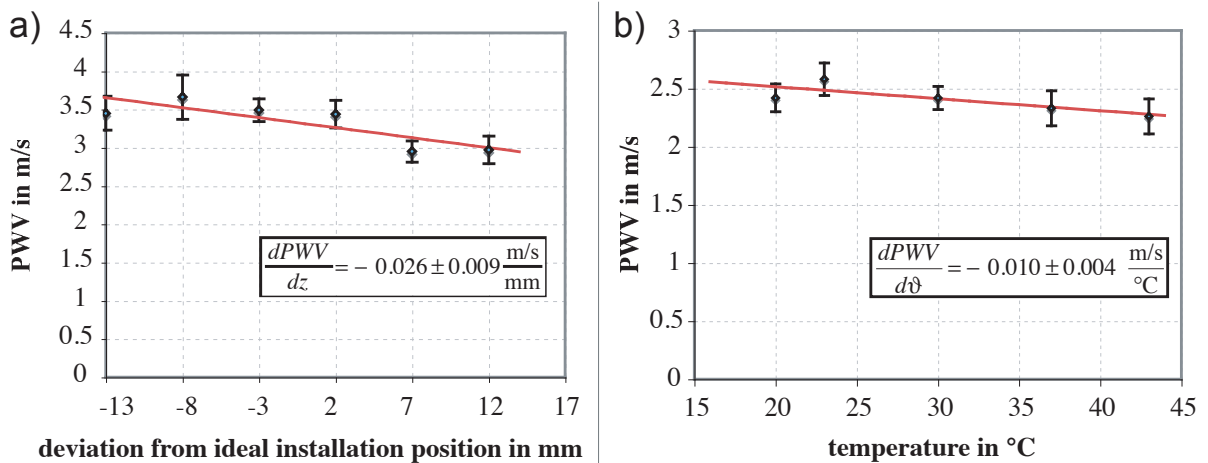 a)
PWV in m/s
4.5
4
3.5
3
2.5
2
1.5
1
0.5
0
-13 -8 -3 2 7 12 17
deviation from ideal installation position in mm
dPWV/dz = − 0.026 ± 0.009 m/s/mm
b)
PWV in m/s
3
2.5
2
1.5
1
0.5
0
15 20 25 30 35 40 45
temperature in °C
dPWV/dϑ = − 0.010 ± 0.004 m/s/°C